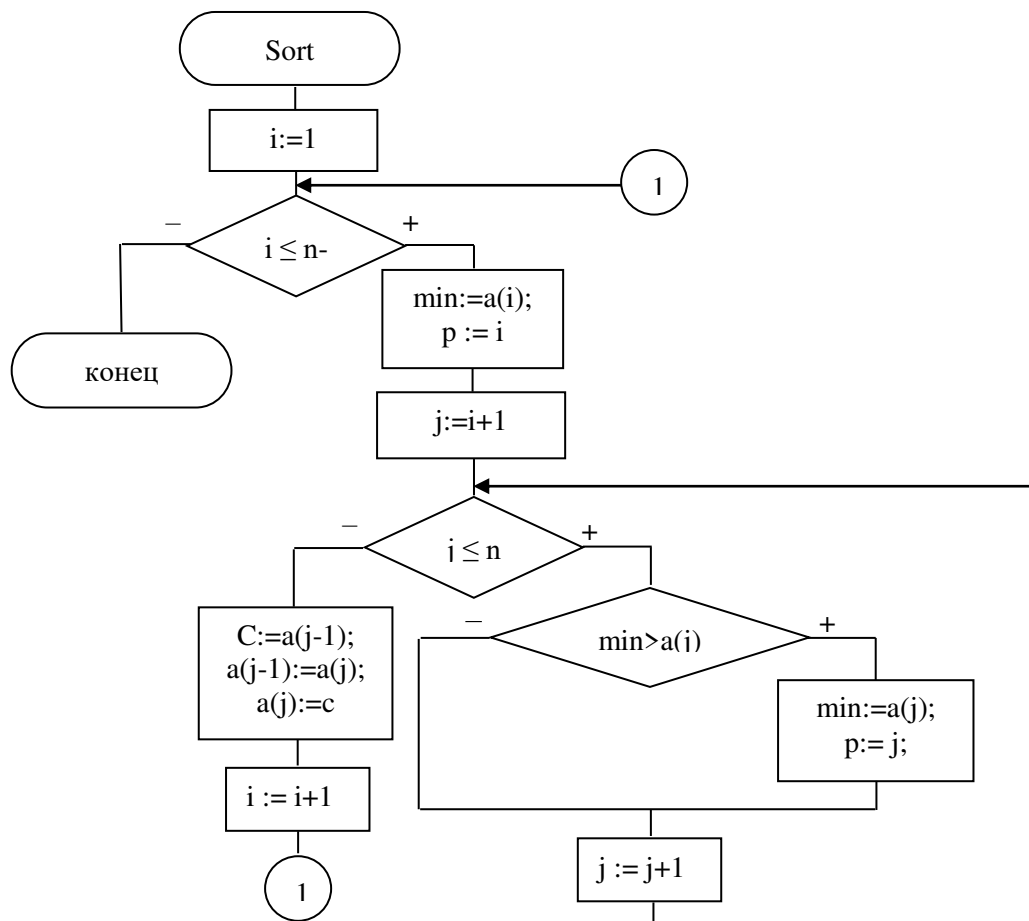 Sort
i:=1
1
–
+
i ≤ n-
min:=a(i);
p := i
конец
j:=i+1
–
+
j ≤ n
C:=a(j-1);
a(j-1):=a(j);
a(j):=c
–
+
min>a(j)
min:=a(j);
p:= j;
i := i+1
j := j+1
1